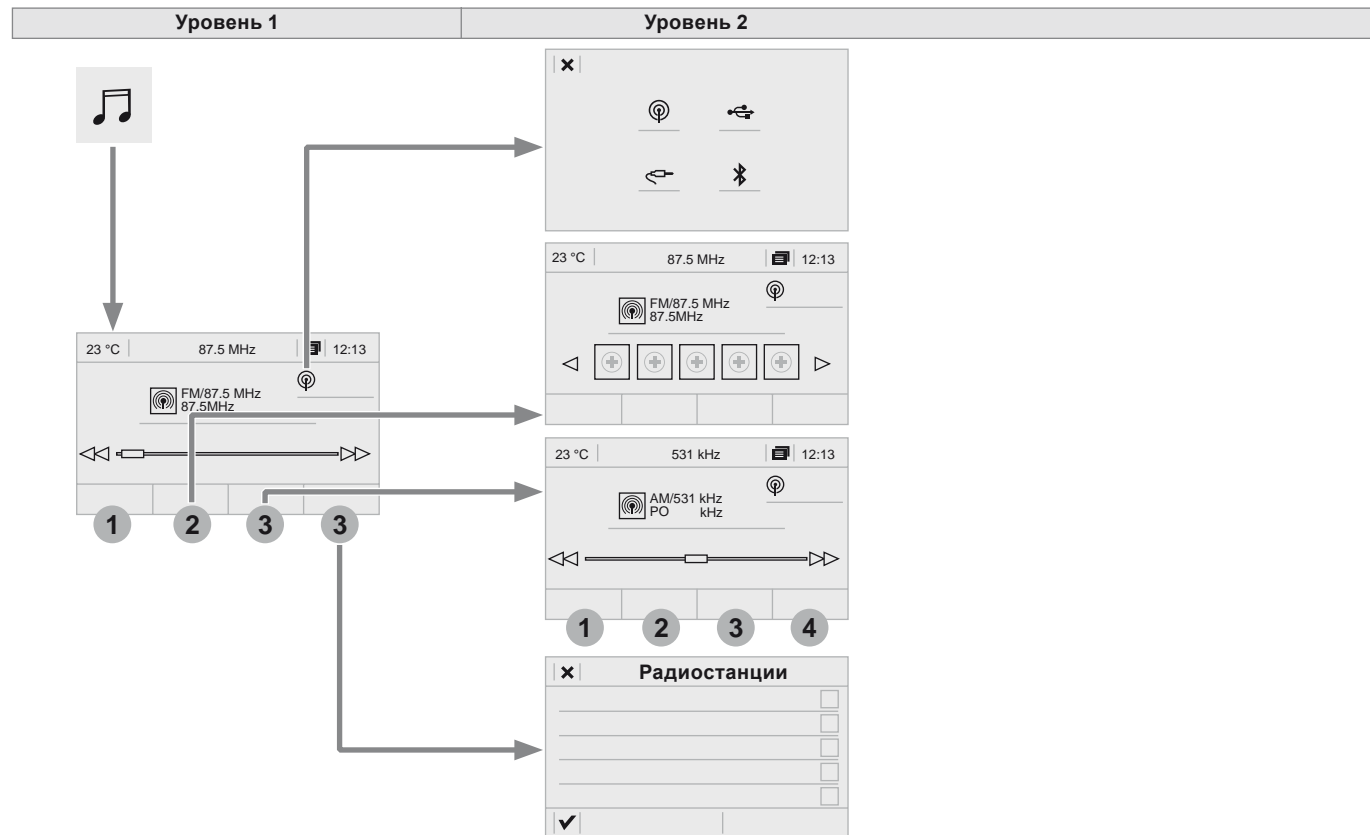 Уровень 1
Уровень 2
23 °C 87.5 MHz 12:13
FM/87.5 MHz
87.5MHz
23 °C 87.5 MHz 12:13
FM/87.5 MHz
87.5MHz
1 2 3 3
23 °C 531 kHz 12:13
AM/531 kHz
PO kHz
1 2 3 4
Радиостанции